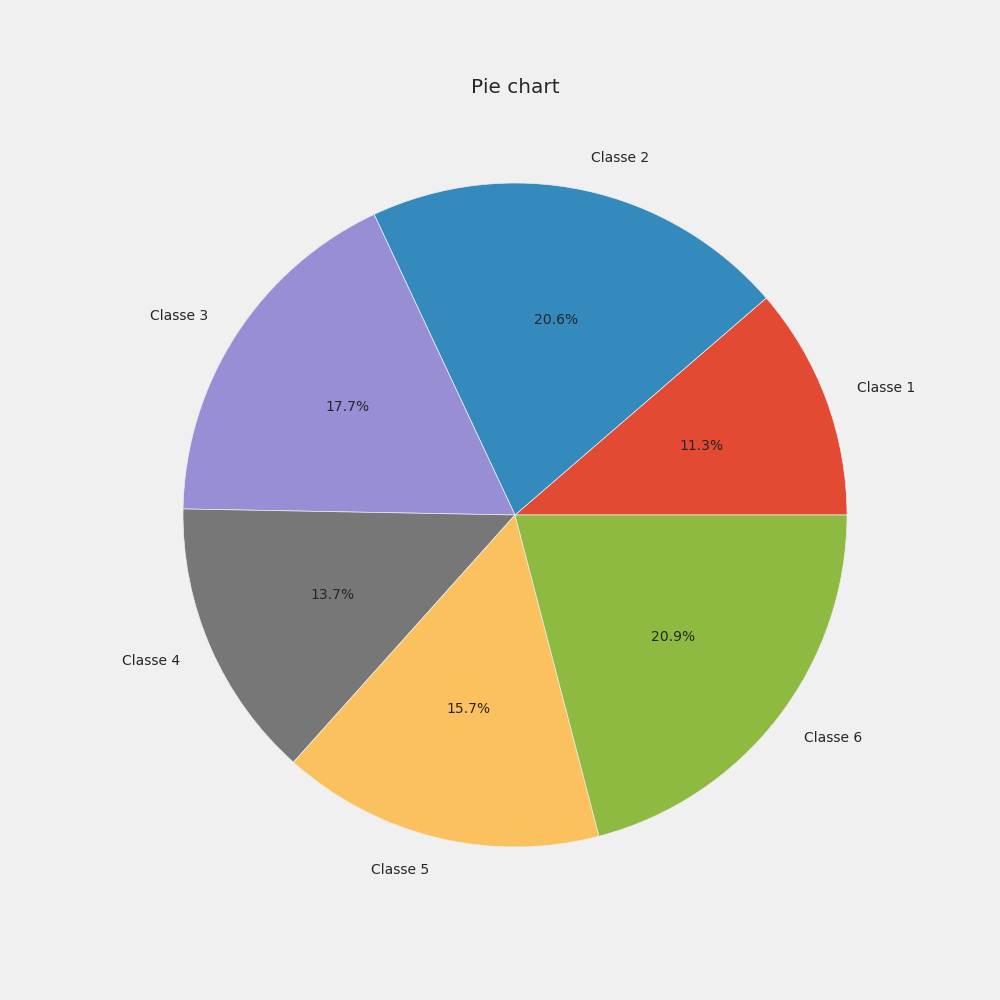 Pie chart
Classe 2
Classe 3
20.6%
Classe 1
17.7%
11.3%
13.7%
20.9%
Classe 4
15.7%
Classe 6
Classe 5